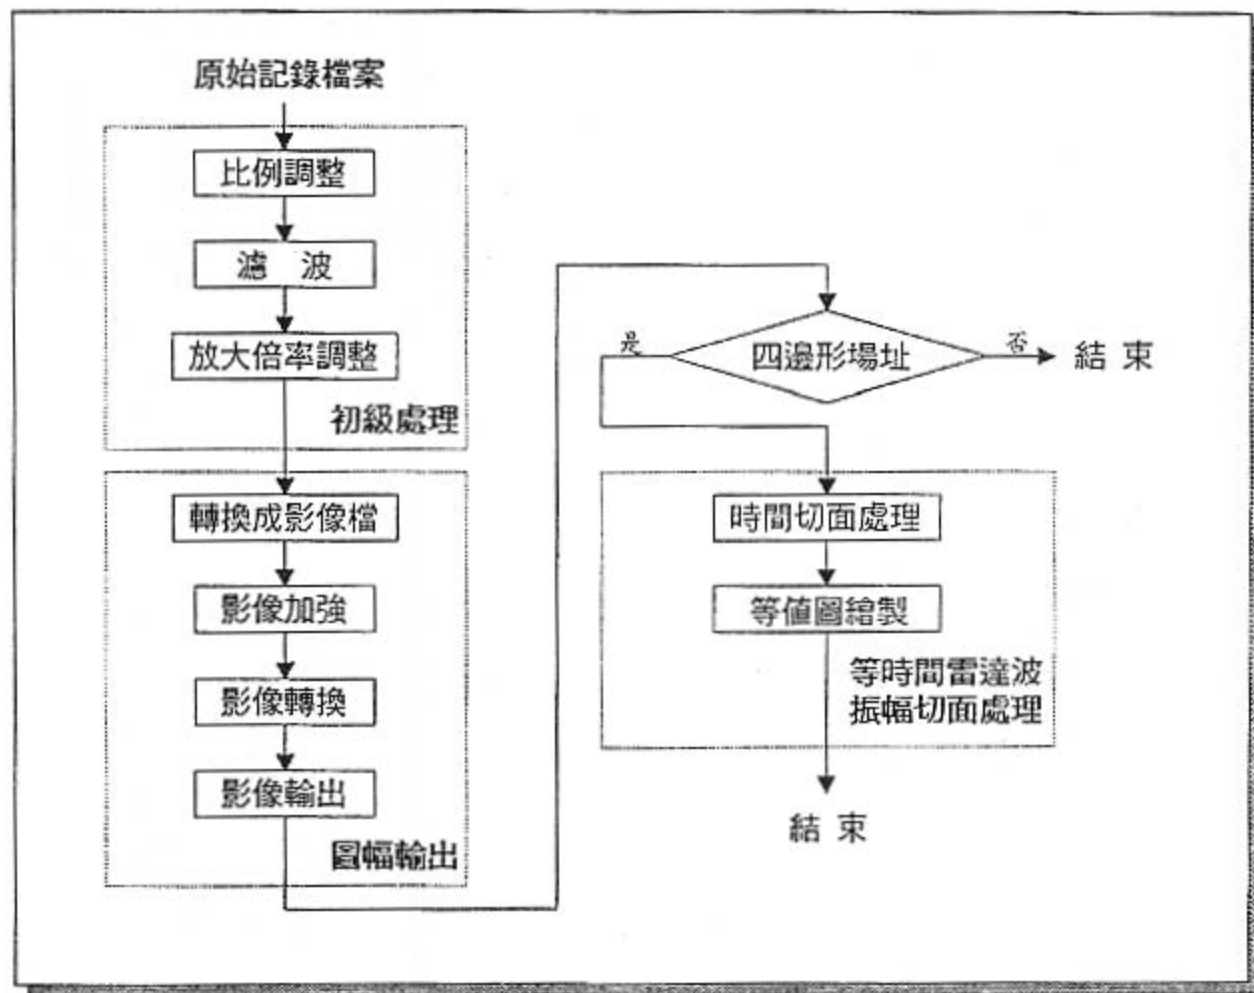 原始記錄檔案
比例調整
濾 波
放大倍率調整
初級處理
轉換成影像檔
影像加強
影像轉換
影像輸出
圖幅輸出
四邊形場址
是
否
結 束
時間切面處理
等值圖繪製
等時間雷達波
振幅切面處理
結 束